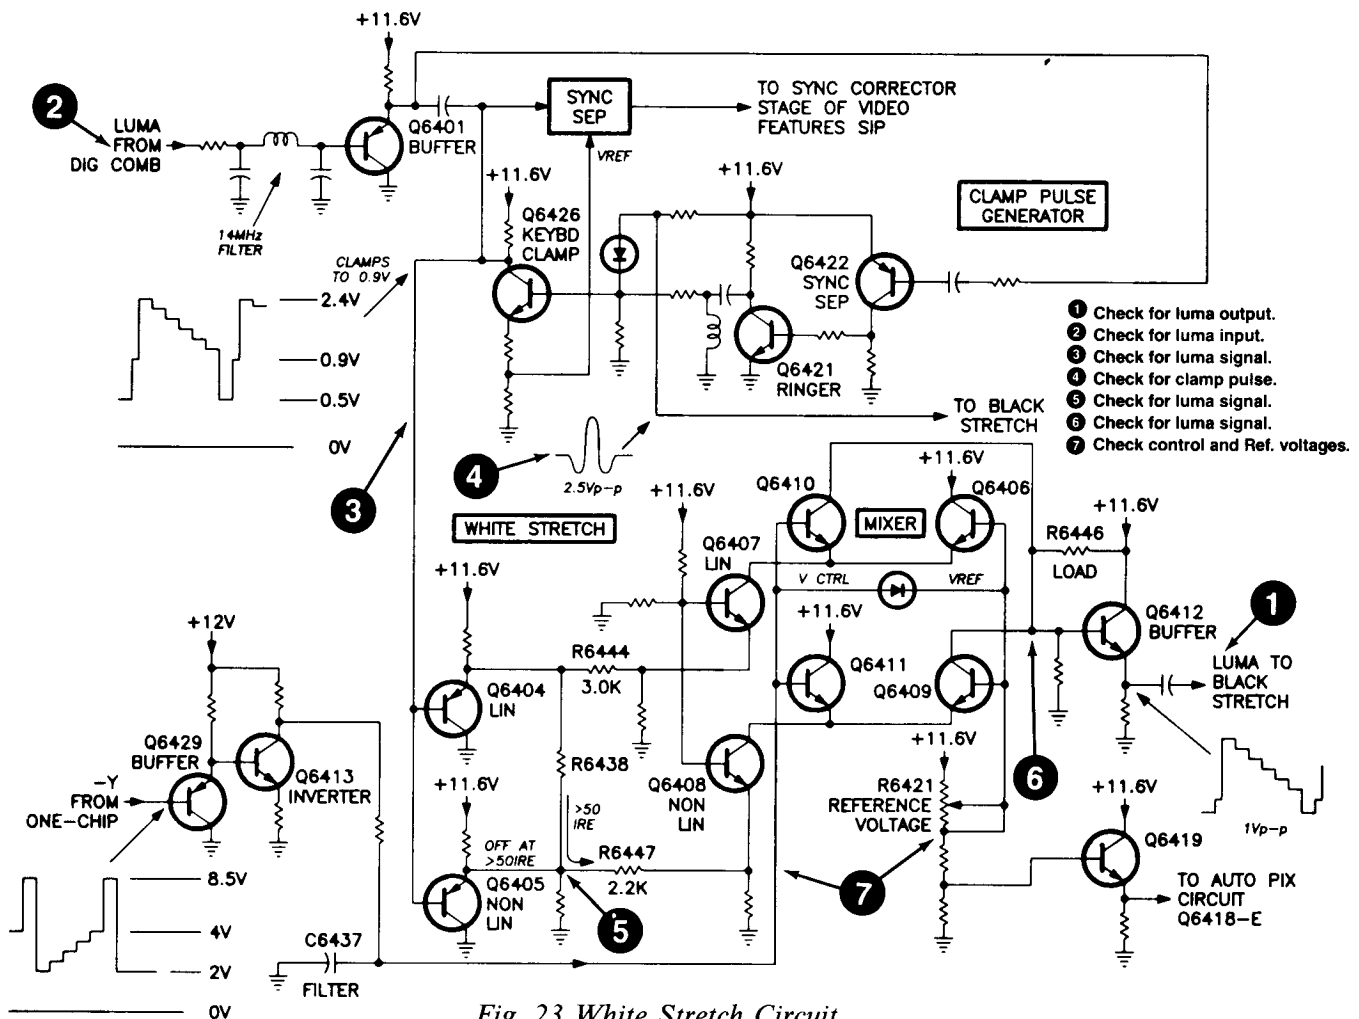 +11.6V
2
LUMA
FROM
DIG COMB
Q6401
BUFFER
14MHz
FILTER
SYNC
SEP
TO SYNC CORRECTOR
STAGE OF VIDEO
FEATURES SIP
VREF
+11.6V
Q6426
KEYBD
CLAMP
+11.6V
CLAMP PULSE
GENERATOR
Q6422
SYNC
SEP
Q6421
RINGER
CLAMPS
TO 0.9V
2.4V
0.9V
0.5V
0V
3
4
2.5Vp-p
TO BLACK
STRETCH
1 Check for luma output.
2 Check for luma input.
3 Check for luma signal.
4 Check for clamp pulse.
5 Check for luma signal.
6 Check for luma signal.
7 Check control and Ref. voltages.
WHITE STRETCH
+11.6V
Q6410
+11.6V
Q6406
MIXER
Q6407
LIN
V CTRL
VREF
+11.6V
R6446
LOAD
Q6412
BUFFER
1
LUMA TO
BLACK
STRETCH
1Vp-p
+11.6V
Q6411
Q6409
+11.6V
R6444
3.0K
Q6404
LIN
R6438
>50
IRE
Q6408
NON
LIN
+11.6V
R6421
REFERENCE
VOLTAGE
6
+11.6V
Q6419
TO AUTO PIX
CIRCUIT
Q6418-E
7
+12V
Q6429
BUFFER
Q6413
INVERTER
-Y
FROM
ONE-CHIP
+11.6V
OFF AT
>50IRE
R6447
2.2K
Q6405
NON
LIN
5
8.5V
4V
2V
0V
C6437
FILTER
Fig. 23 White Stretch Circuit